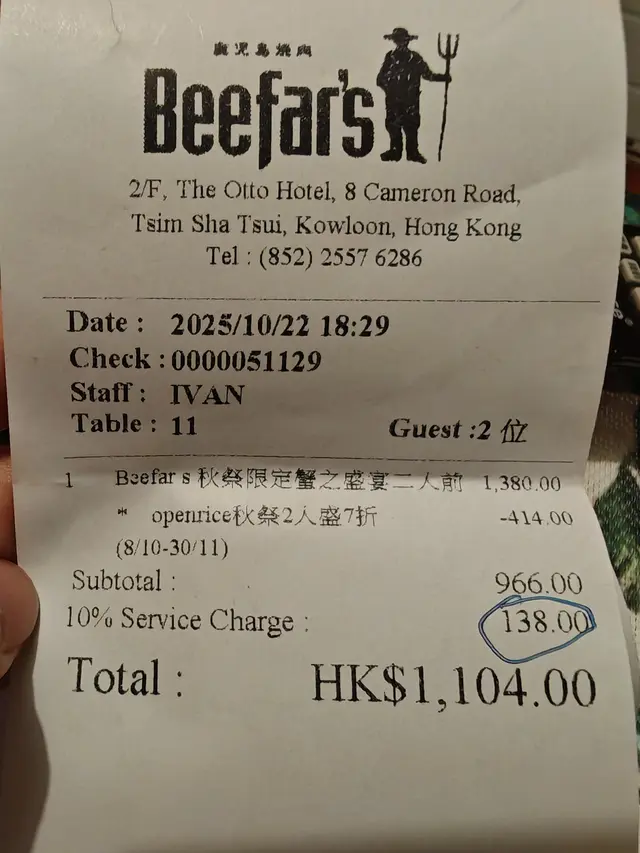 鹿児島焼肉
Beefar's
2/F, The Otto Hotel, 8 Cameron Road,
Tsim Sha Tsui, Kowloon, Hong Kong
Tel : (852) 2557 6286
Date : 2025/10/22 18:29
Check : 0000051129
Staff : IVAN
Table : 11 Guest :2 位
1 Beefar s 秋祭限定蟹之盛宴二人前 1,380.00
* openrice秋祭2人盛7折 -414.00
(8/10-30/11)
Subtotal : 966.00
10% Service Charge : 138.00
Total : HK$1,104.00